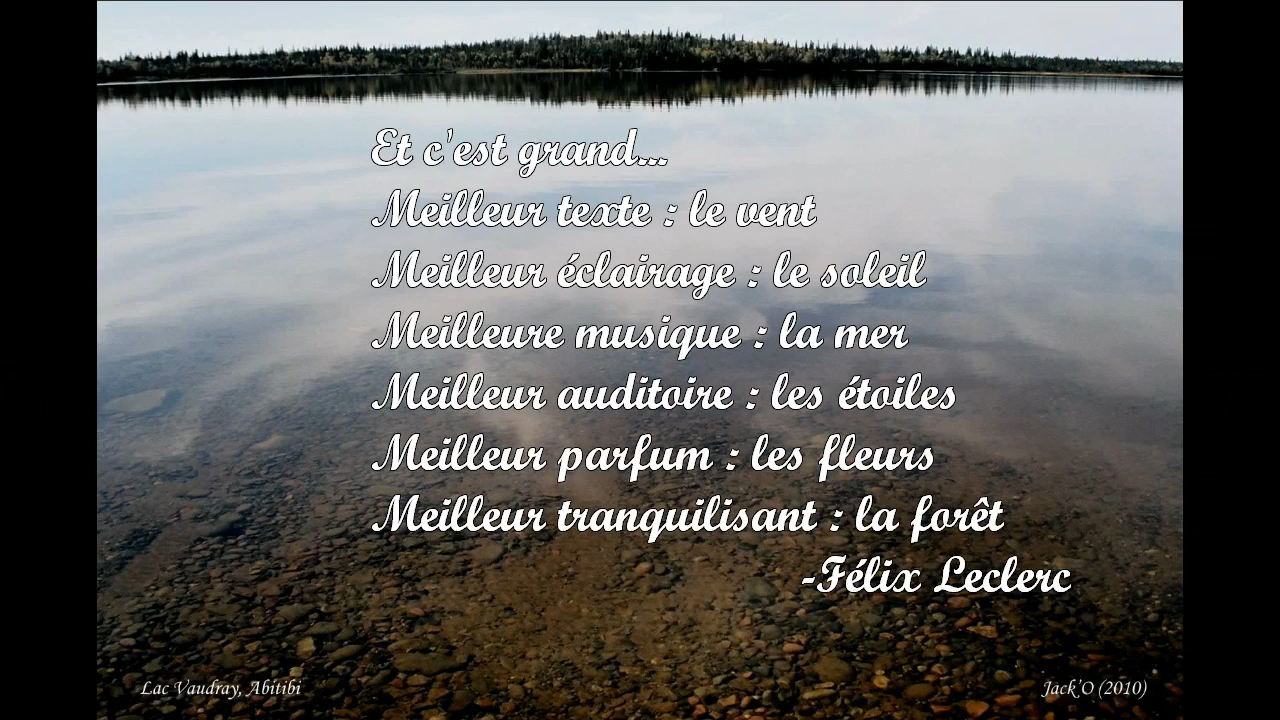 Et c'est grand...
Meilleur texte : le vent
Meilleur éclairage : le soleil
Meilleure musique : la mer
Meilleur auditoire : les étoiles
Meilleur parfum : les fleurs
Meilleur tranquilisant : la forêt
-Félix Leclerc
Lac Vaudray, Abitibi
Jack'O (2010)